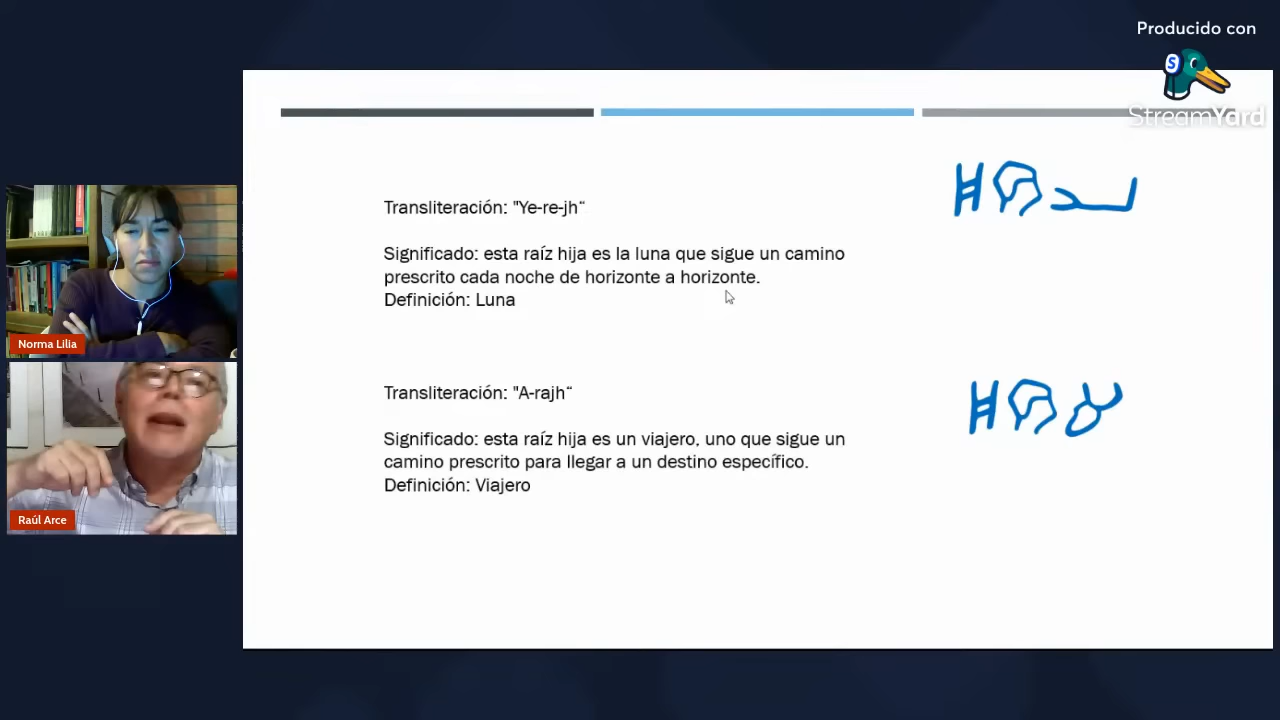 Producido con
StreamYard
Transliteración: "Ye-re-jh“
Significado: esta raíz hija es la luna que sigue un camino
prescrito cada noche de horizonte a horizonte.
Definición: Luna
Transliteración: "A-rajh“
Significado: esta raíz hija es un viajero, uno que sigue un
camino prescrito para llegar a un destino específico.
Definición: Viajero
Norma Lilia
Raúl Arce